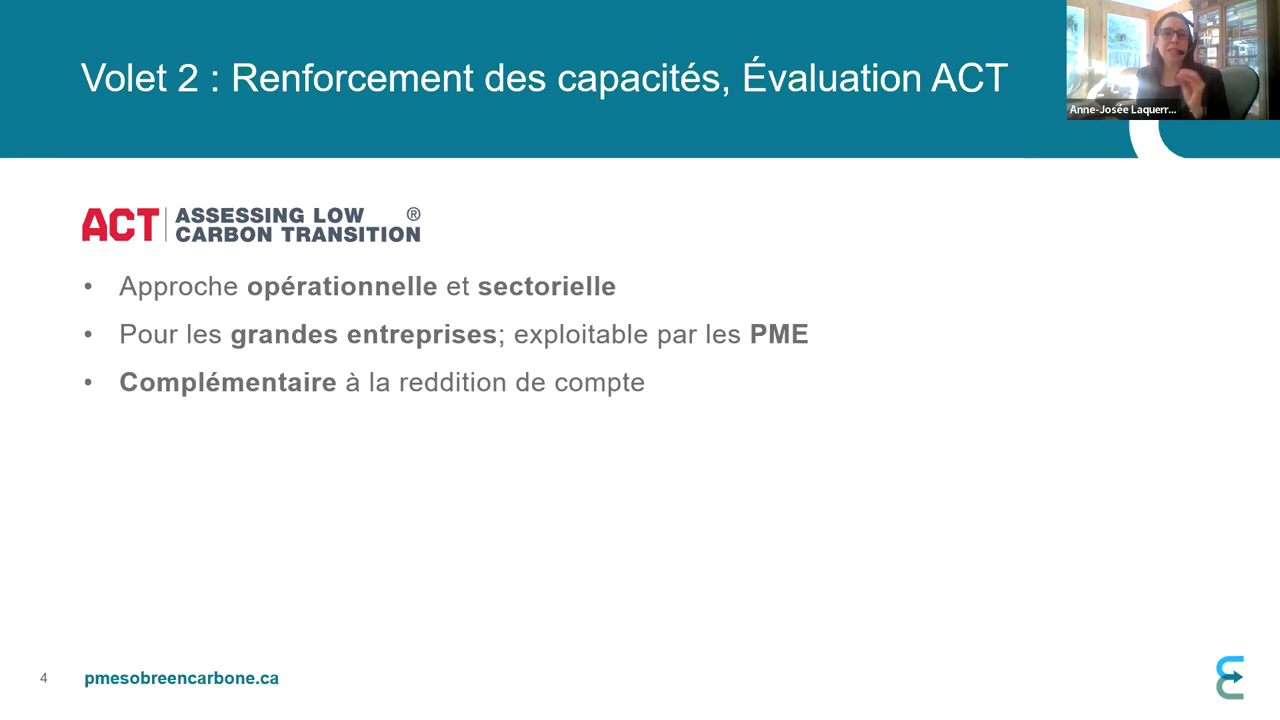 Volet 2 : Renforcement des capacités, Évaluation ACT
Anne-Josée Laquerr...
ACT | ASSESSING LOW ®
CARBON TRANSITION
• Approche opérationnelle et sectorielle
• Pour les grandes entreprises; exploitable par les PME
• Complémentaire à la reddition de compte
4
pmesobreencarbone.ca